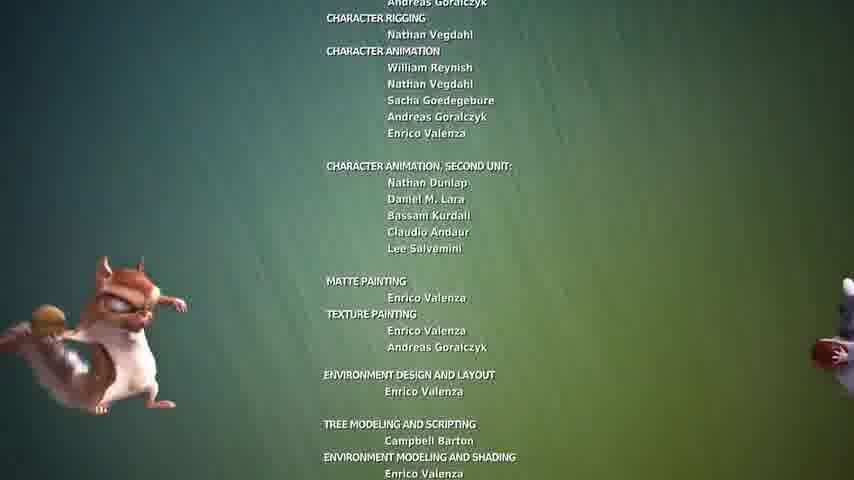 Andreas Goralczyk
CHARACTER RIGGING
Nathan Vegdahl
CHARACTER ANIMATION
William Reynish
Nathan Vegdahl
Sacha Goedegebure
Andreas Goralczyk
Enrico Valenza
CHARACTER ANIMATION, SECOND UNIT:
Nathan Dunlap
Daniel M. Lara
Bassam Kurdali
Claudio Andaur
Lee Salvemini
MATTE PAINTING
Enrico Valenza
TEXTURE PAINTING
Enrico Valenza
Andreas Goralczyk
ENVIRONMENT DESIGN AND LAYOUT
Enrico Valenza
TREE MODELING AND SCRIPTING
Campbell Barton
ENVIRONMENT MODELING AND SHADING
Enrico Valenza